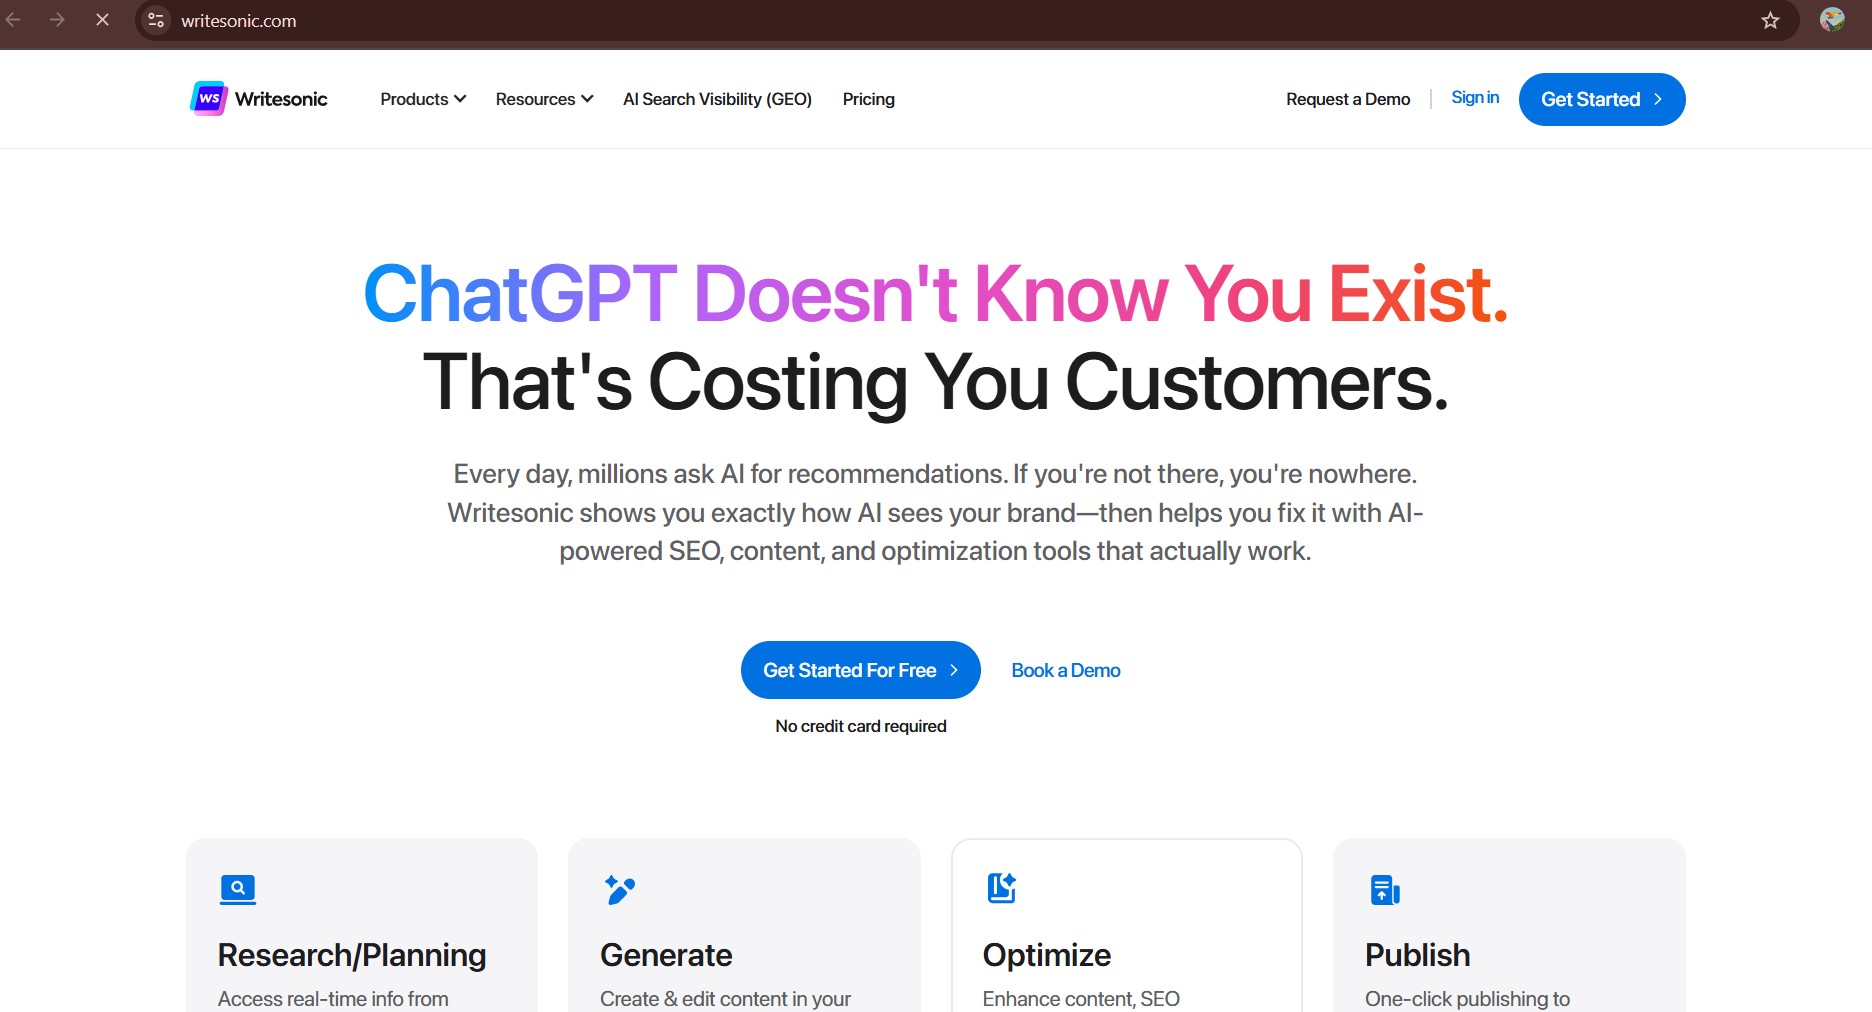 writesonic.com
WS Writesonic
Products
Resources
AI Search Visibility (GEO)
Pricing
Request a Demo
Sign in
Get Started
ChatGPT Doesn't Know You Exist.
That's Costing You Customers.
Every day, millions ask AI for recommendations. If you're not there, you're nowhere.
Writesonic shows you exactly how AI sees your brand—then helps you fix it with AI-
powered SEO, content, and optimization tools that actually work.
Get Started For Free
Book a Demo
No credit card required
Research/Planning
Access real-time info from
Generate
Create & edit content in your
Optimize
Enhance content, SEO
Publish
One-click publishing to